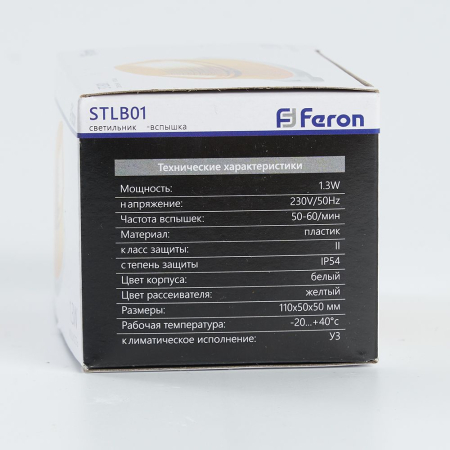 STLB01
светильник -вспышка
Feron
Технические характеристики
Мощность: 1.3W
напряжение: 230V/50Hz
Частота вспышек: 50-60/мин
Материал: пластик
класс защиты: II
степень защиты IP54
Цвет корпуса: белый
Цвет рассеивателя: желтый
Размеры: 110x50x50 мм
Рабочая температура: -20...+40°с
климатическое исполнение: У3